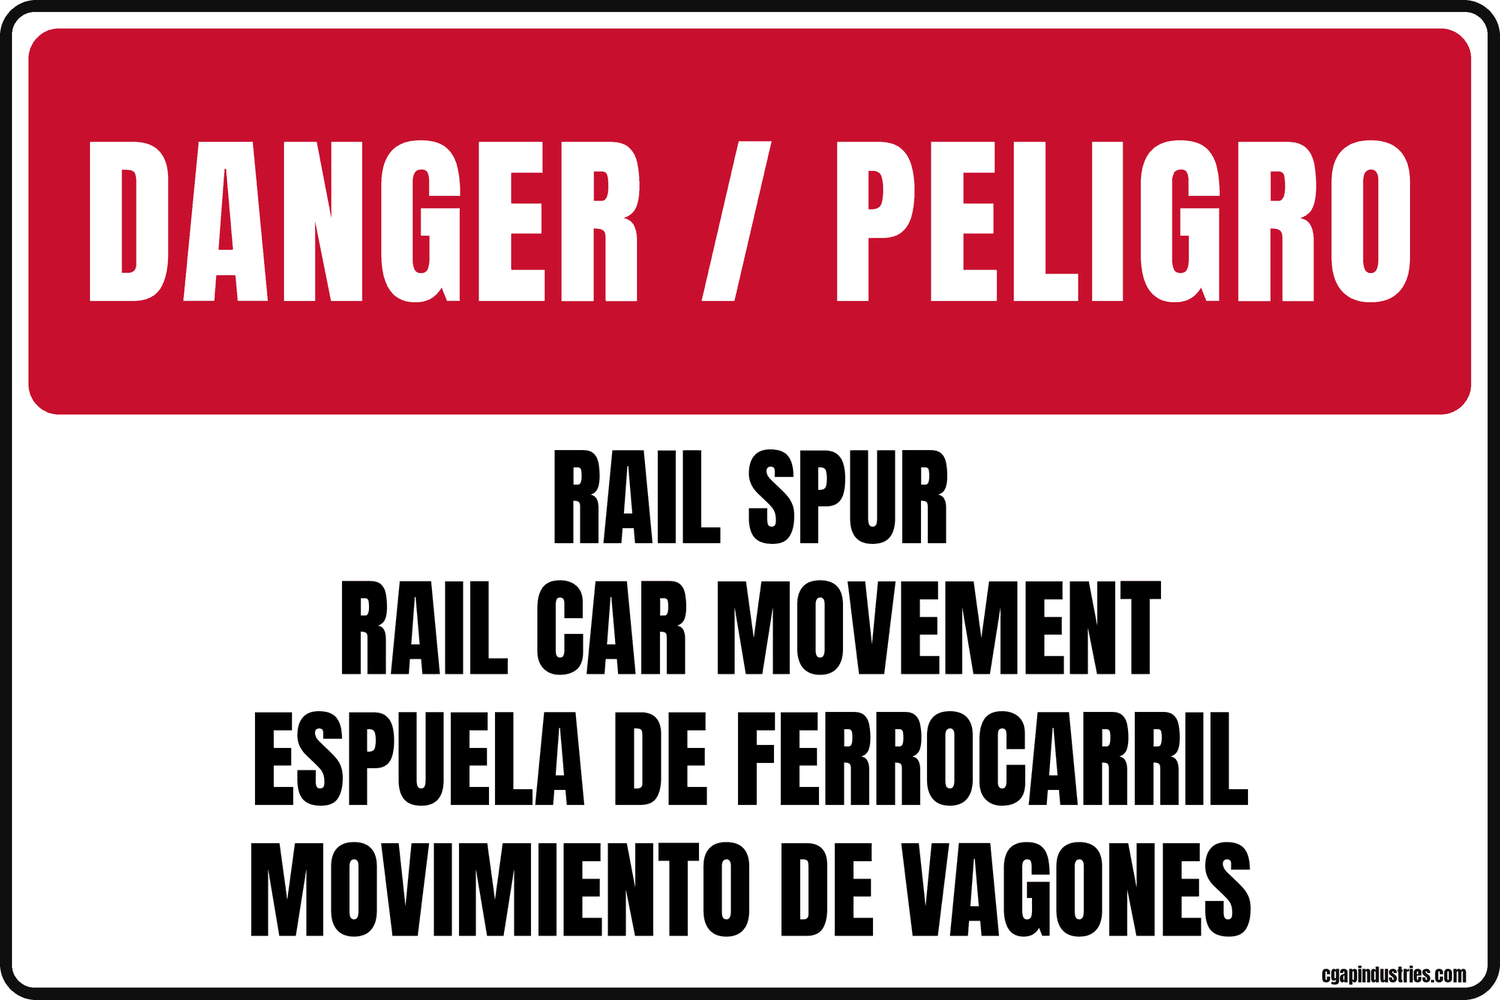 DANGER / PELIGRO
RAIL SPUR
RAIL CAR MOVEMENT
ESPUELA DE FERROCARRIL
MOVIMIENTO DE VAGONES
cgapindustries.com